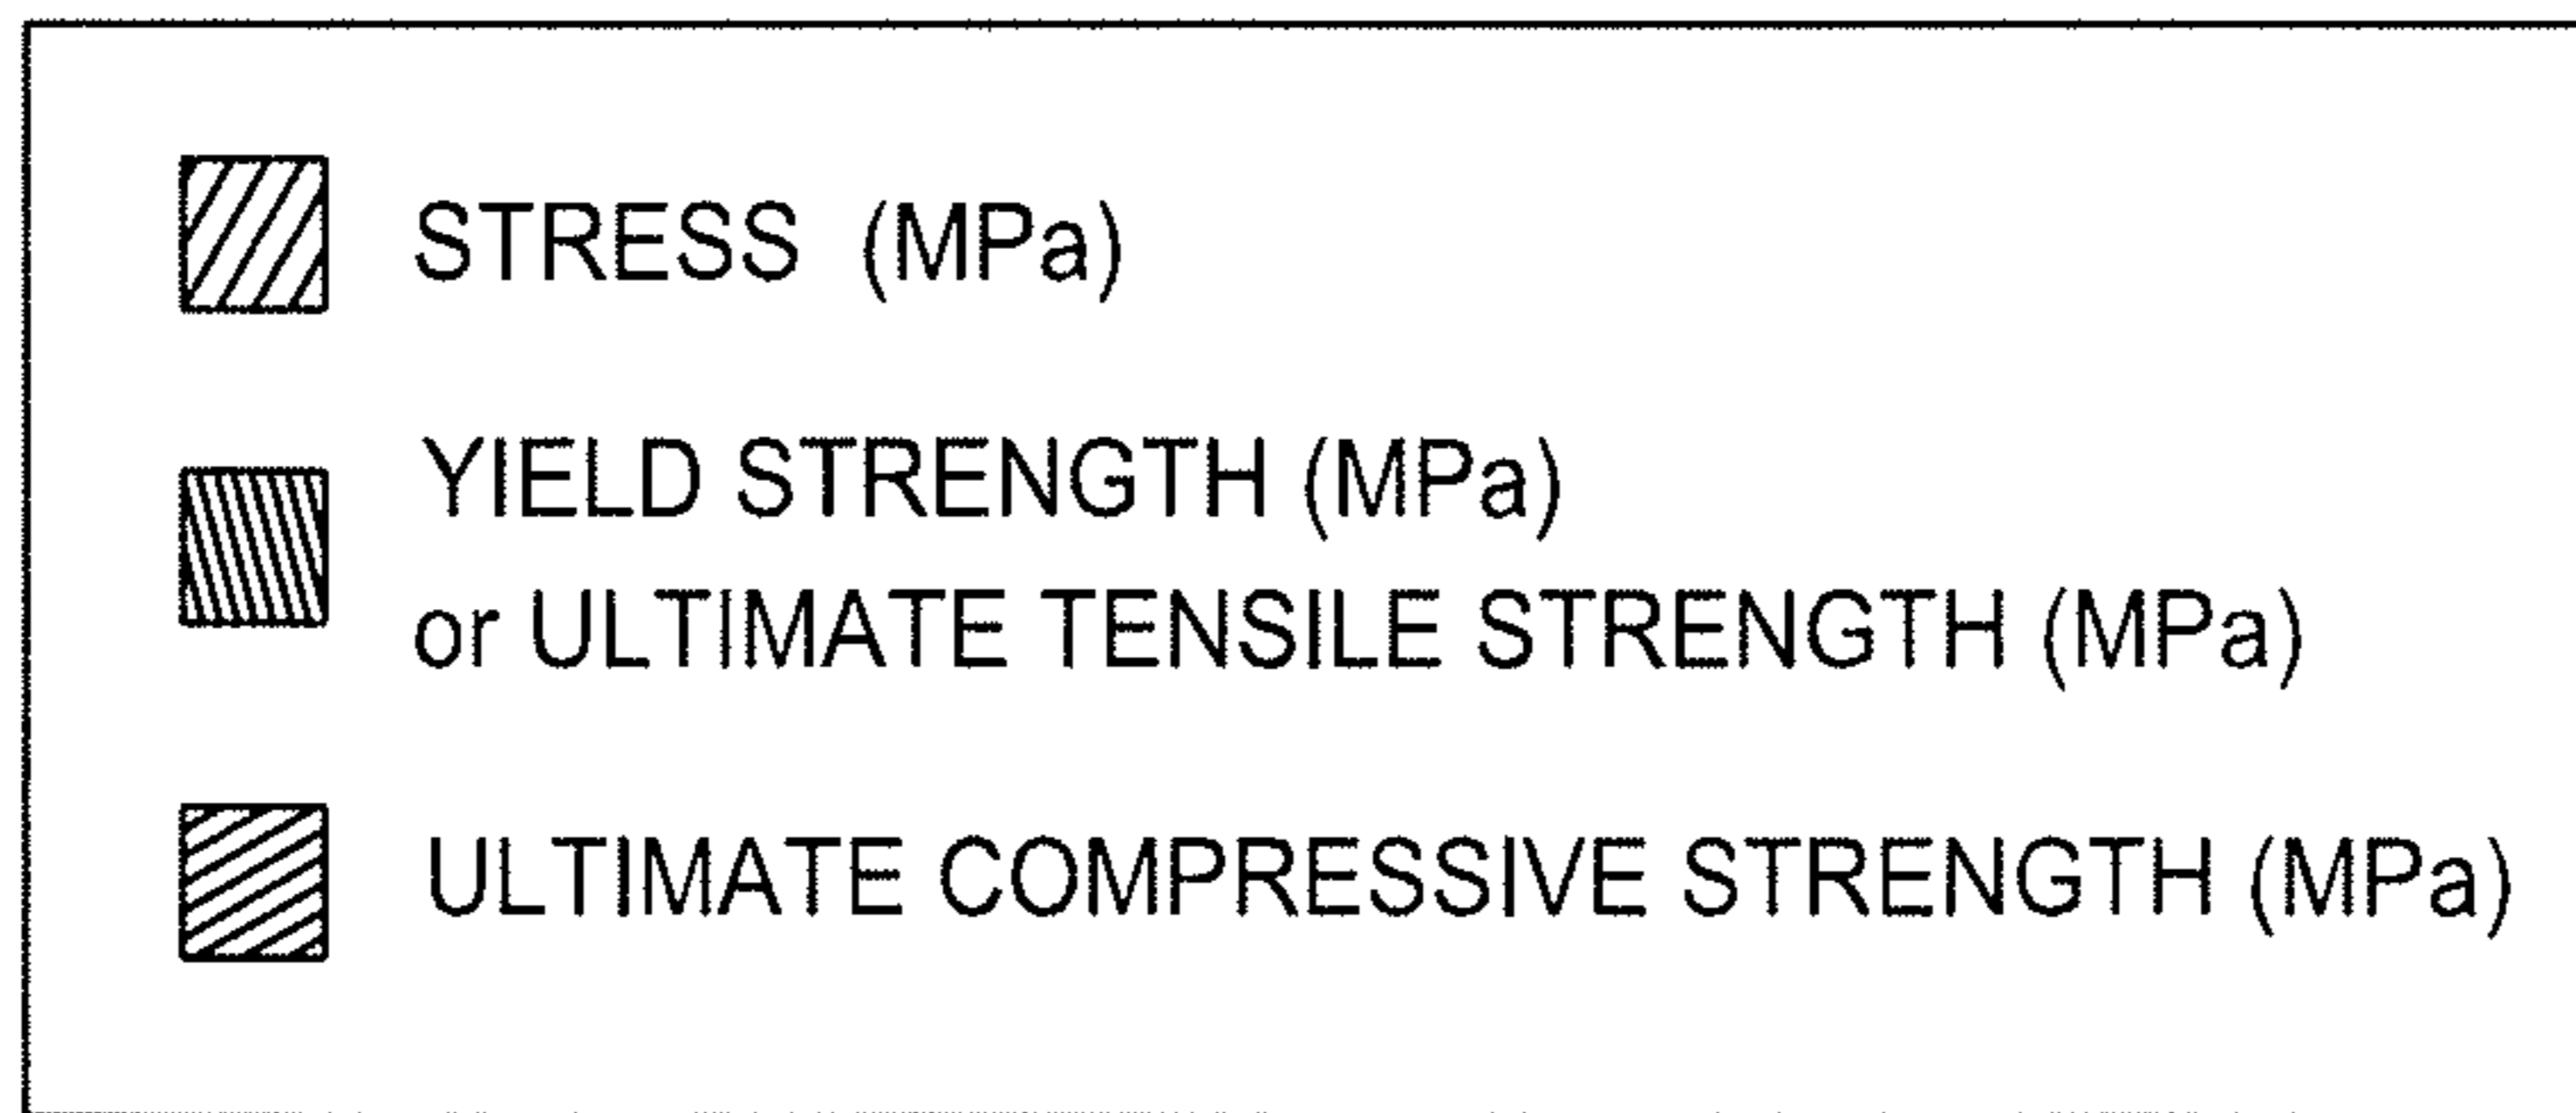 STRESS (MPa)
YIELD STRENGTH (MPa)
or ULTIMATE TENSILE STRENGTH (MPa)
ULTIMATE COMPRESSIVE STRENGTH (MPa)